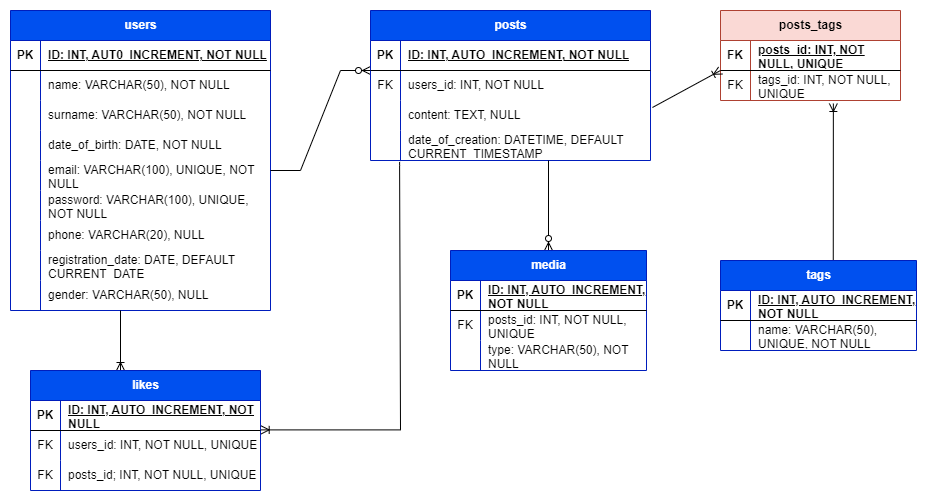 users
PK
ID: INT, AUT0_INCREMENT, NOT NULL
name: VARCHAR(50), NOT NULL
surname: VARCHAR(50), NOT NULL
date_of_birth: DATE, NOT NULL
email: VARCHAR(100), UNIQUE, NOT
NULL
password: VARCHAR(100), UNIQUE,
NOT NULL
phone: VARCHAR(20), NULL
registration_date: DATE, DEFAULT
CURRENT_DATE
gender: VARCHAR(50), NULL
posts
PK
ID: INT, AUTO_INCREMENT, NOT NULL
FK
users_id: INT, NOT NULL
content: TEXT, NULL
date_of_creation: DATETIME, DEFAULT
CURRENT_TIMESTAMP
posts_tags
FK
posts_id: INT, NOT
NULL, UNIQUE
FK
tags_id: INT, NOT NULL,
UNIQUE
media
PK
ID: INT, AUTO_INCREMENT,
NOT NULL
FK
posts_id: INT, NOT NULL,
UNIQUE
type: VARCHAR(50), NOT
NULL
tags
PK
ID: INT, AUTO_INCREMENT,
NOT NULL
name: VARCHAR(50),
UNIQUE, NOT NULL
likes
PK
ID: INT, AUTO_INCREMENT, NOT
NULL
FK
users_id: INT, NOT NULL, UNIQUE
FK
posts_id; INT, NOT NULL, UNIQUE